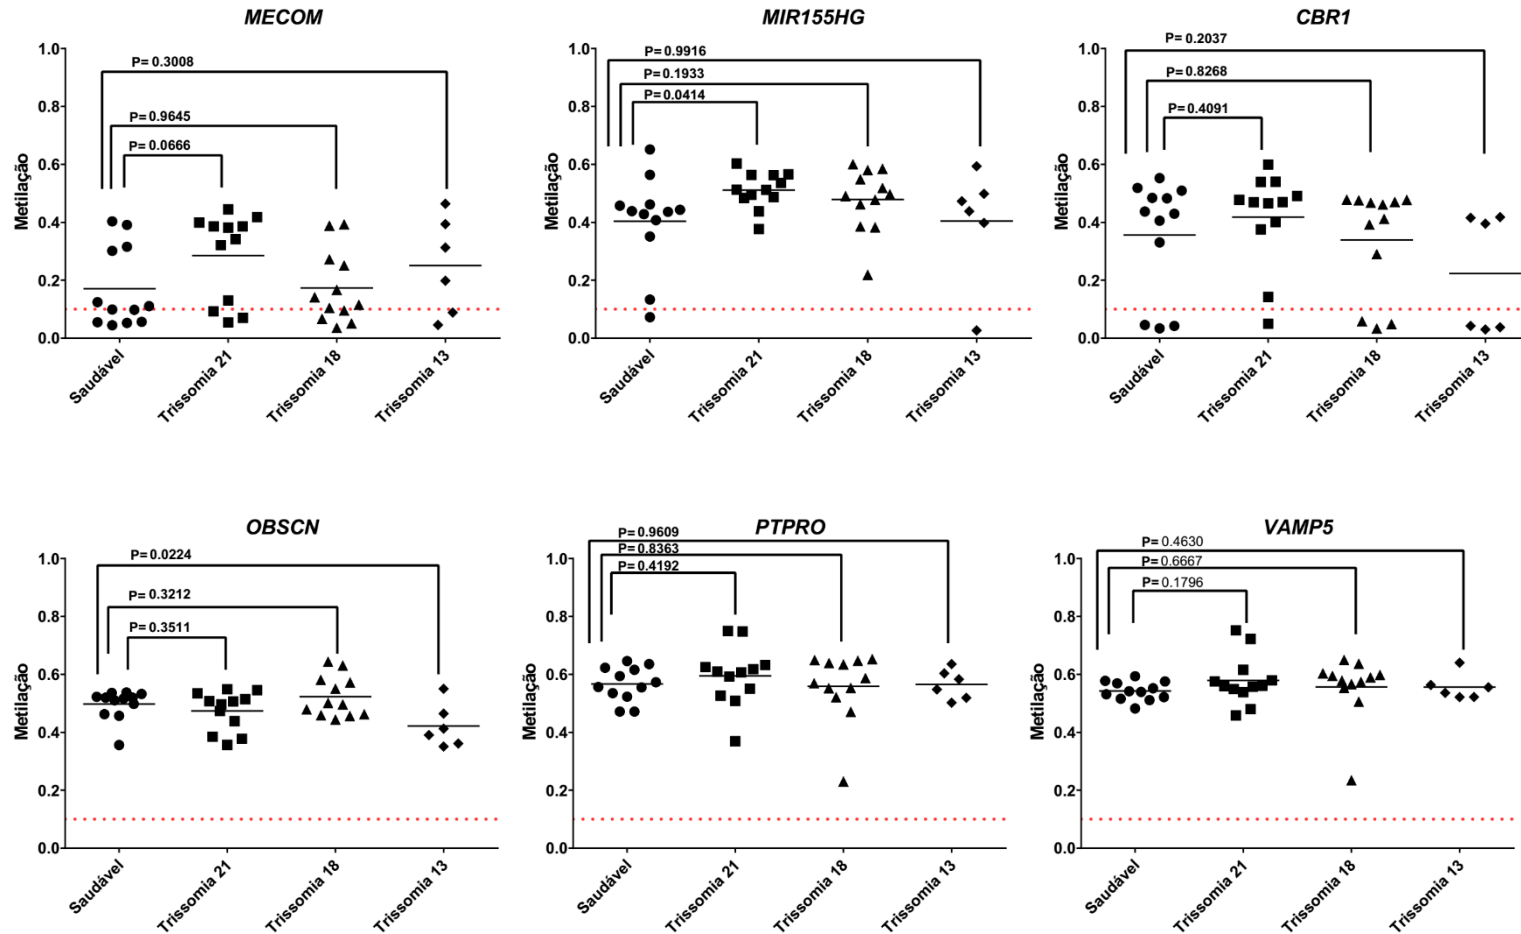 MECOM
1.0
0.8
0.6
0.4
0.2
0.0
Metilação
P= 0.3008
P= 0.9645
P= 0.0666
Saudável
Trissomia 21
Trissomia 18
Trissomia 13
MIR155HG
1.0
0.8
0.6
0.4
0.2
0.0
Metilação
P= 0.9916
P= 0.1933
P= 0.0414
Saudável
Trissomia 21
Trissomia 18
Trissomia 13
CBR1
1.0
0.8
0.6
0.4
0.2
0.0
Metilação
P= 0.2037
P= 0.8268
P= 0.4091
Saudável
Trissomia 21
Trissomia 18
Trissomia 13
OBSCN
1.0
0.8
0.6
0.4
0.2
0.0
Metilação
P= 0.0224
P= 0.3212
P= 0.3511
Saudável
Trissomia 21
Trissomia 18
Trissomia 13
PTPRO
1.0
0.8
0.6
0.4
0.2
0.0
Metilação
P= 0.9609
P= 0.8363
P= 0.4192
Saudável
Trissomia 21
Trissomia 18
Trissomia 13
VAMP5
1.0
0.8
0.6
0.4
0.2
0.0
Metilação
P= 0.4630
P= 0.6667
P= 0.1796
Saudável
Trissomia 21
Trissomia 18
Trissomia 13